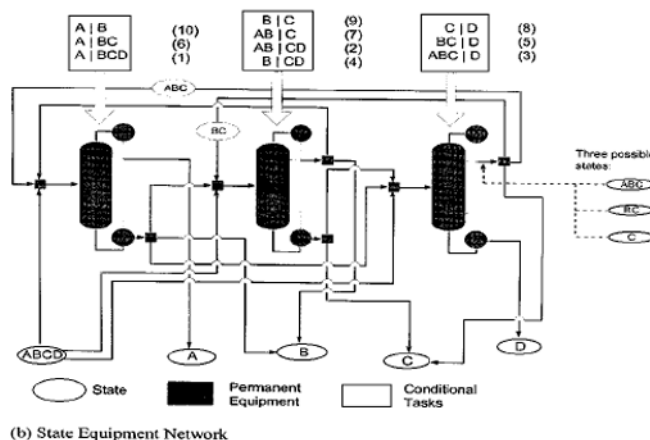 A | B (10)
A | BC (6)
A | BCD (1)
B | C (9)
AB | C (7)
AB | CD (2)
B | CD (4)
C | D (8)
BC | D (5)
ABC | D (3)
ABC
BC
Three possible
states:
ABC
BC
C
ABCD
A
B
C
D
State
Permanent
Equipment
Conditional
Tasks
(b) State Equipment Network